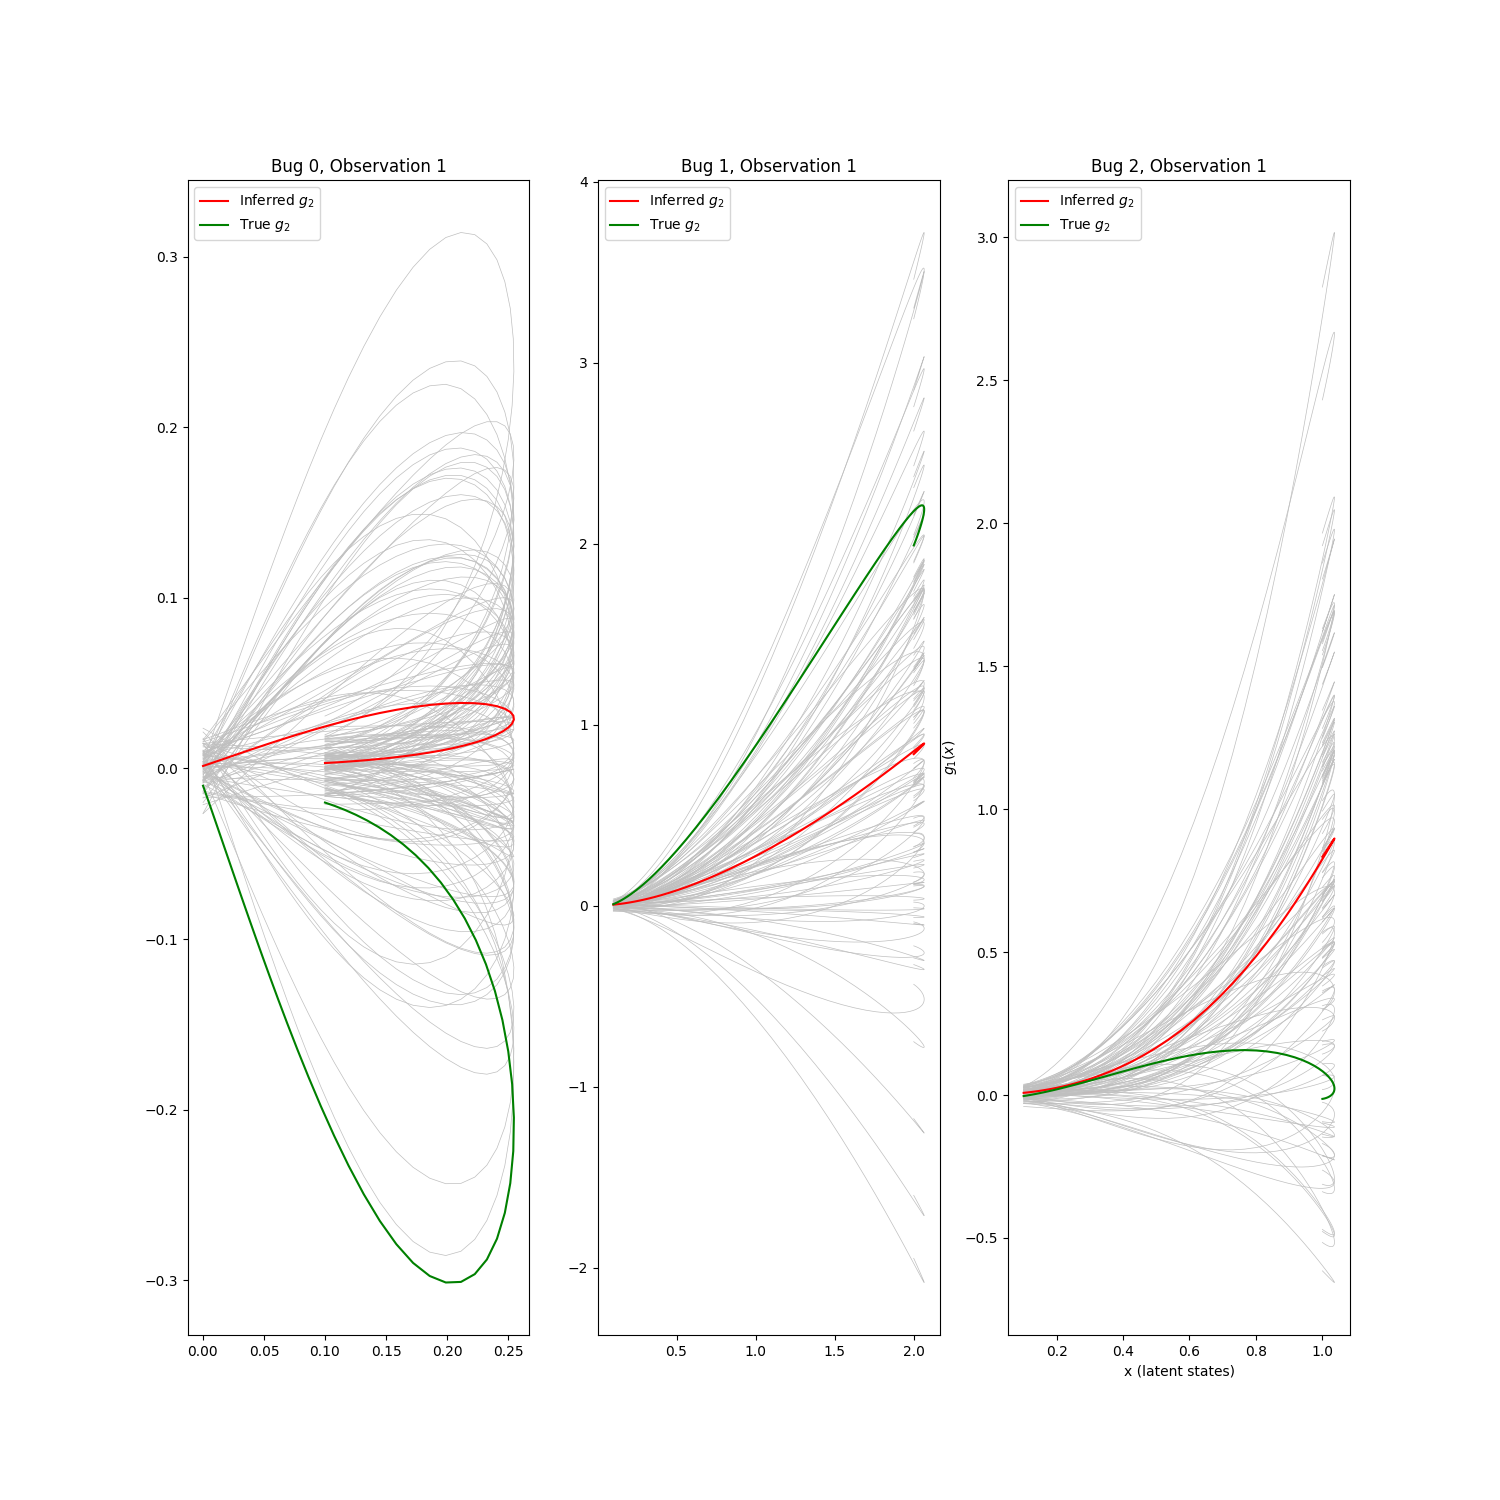 Bug 0, Observation 1
Inferred g₂
True g₂
0.3
0.2
0.1
0.0
−0.1
−0.2
−0.3
0.00 0.05 0.10 0.15 0.20 0.25
Bug 1, Observation 1
Inferred g₂
True g₂
4
3
2
1
0
−1
−2
0.5 1.0 1.5 2.0
Bug 2, Observation 1
Inferred g₂
True g₂
g₁(x)
3.0
2.5
2.0
1.5
1.0
0.5
0.0
−0.5
0.2 0.4 0.6 0.8 1.0
x (latent states)